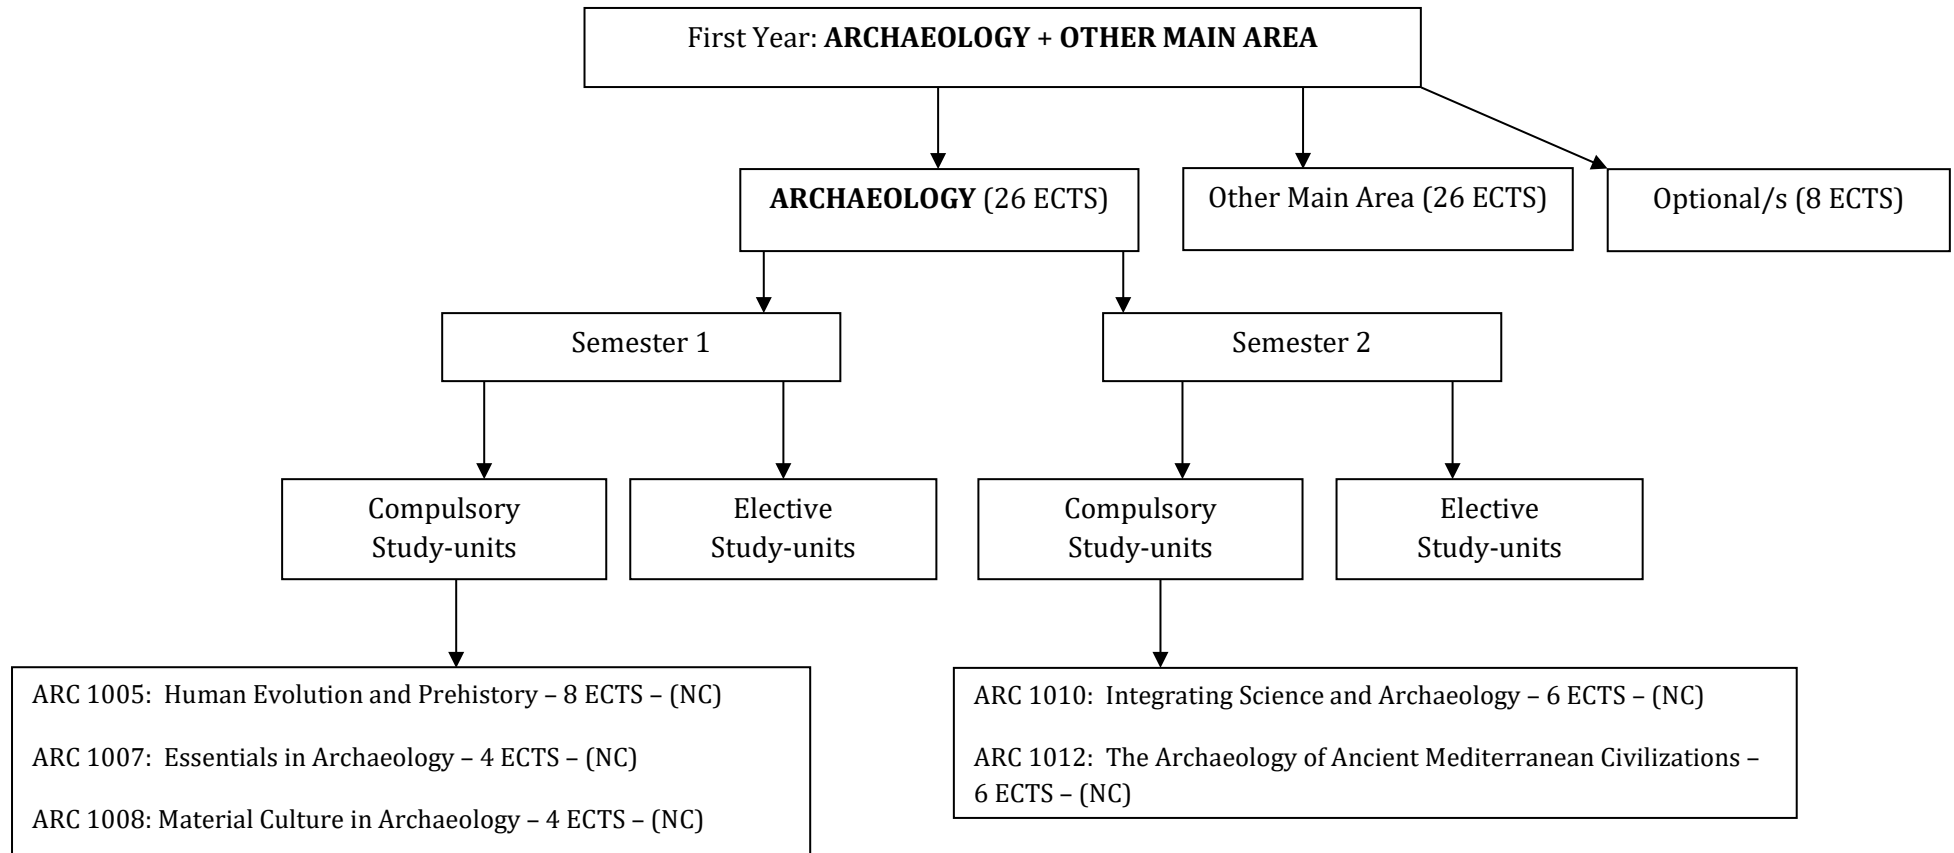 First Year: ARCHAEOLOGY + OTHER MAIN AREA
ARCHAEOLOGY (26 ECTS)
Other Main Area (26 ECTS)
Optional/s (8 ECTS)
Semester 1
Semester 2
Compulsory
Study-units
Elective
Study-units
Compulsory
Study-units
Elective
Study-units
ARC 1005:  Human Evolution and Prehistory – 8 ECTS – (NC)
ARC 1007:  Essentials in Archaeology – 4 ECTS – (NC)
ARC 1008: Material Culture in Archaeology – 4 ECTS – (NC)
ARC 1010:  Integrating Science and Archaeology – 6 ECTS – (NC)
ARC 1012:  The Archaeology of Ancient Mediterranean Civilizations –
6 ECTS – (NC)